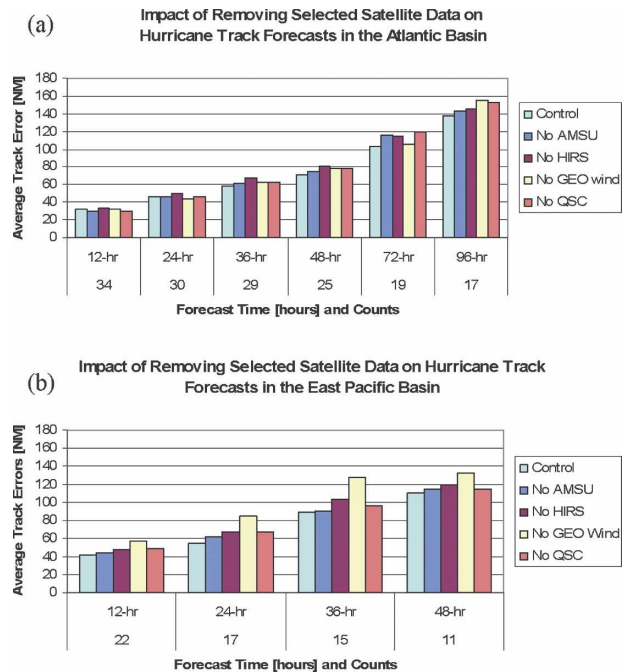 (a)
Impact of Removing Selected Satellite Data on
Hurricane Track Forecasts in the Atlantic Basin
Average Track Error [NM]
180
160
140
120
100
80
60
40
20
0
Control
No AMSU
No HIRS
No GEO wind
No QSC
12-hr 24-hr 36-hr 48-hr 72-hr 96-hr
34 30 29 25 19 17
Forecast Time [hours] and Counts
(b)
Impact of Removing Selected Satellite Data on Hurricane Track
Forecasts in the East Pacific Basin
Average Track Errors [NM]
180
160
140
120
100
80
60
40
20
0
Control
No AMSU
No HIRS
No GEO Wind
No QSC
12-hr 24-hr 36-hr 48-hr
22 17 15 11
Forecast Time [hours] and Counts